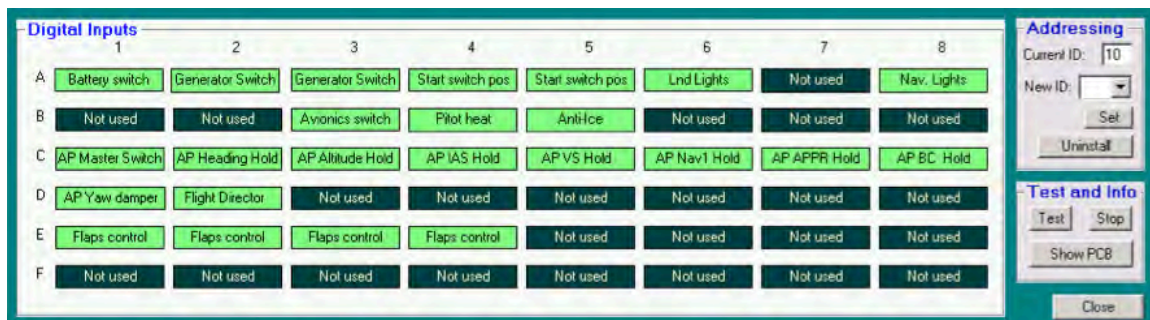 Digital Inputs
1 2 3 4 5 6 7 8
A Battery switch Generator Switch Generator Switch Start switch pos Start switch pos Lnd Lights Not used Nav. Lights
B Not used Not used Avionics switch Pitot heat Anti-Ice Not used Not used Not used
C AP Master Switch AP Heading Hold AP Altitude Hold AP IAS Hold AP VS Hold AP Nav1 Hold AP APPR Hold AP BC Hold
D AP Yaw damper Flight Director Not used Not used Not used Not used Not used Not used
E Flaps control Flaps control Flaps control Flaps control Not used Not used Not used Not used
F Not used Not used Not used Not used Not used Not used Not used Not used
Addressing
Current ID: 10
New ID:
Set
Uninstall
Test and Info
Test Stop
Show PCB
Close